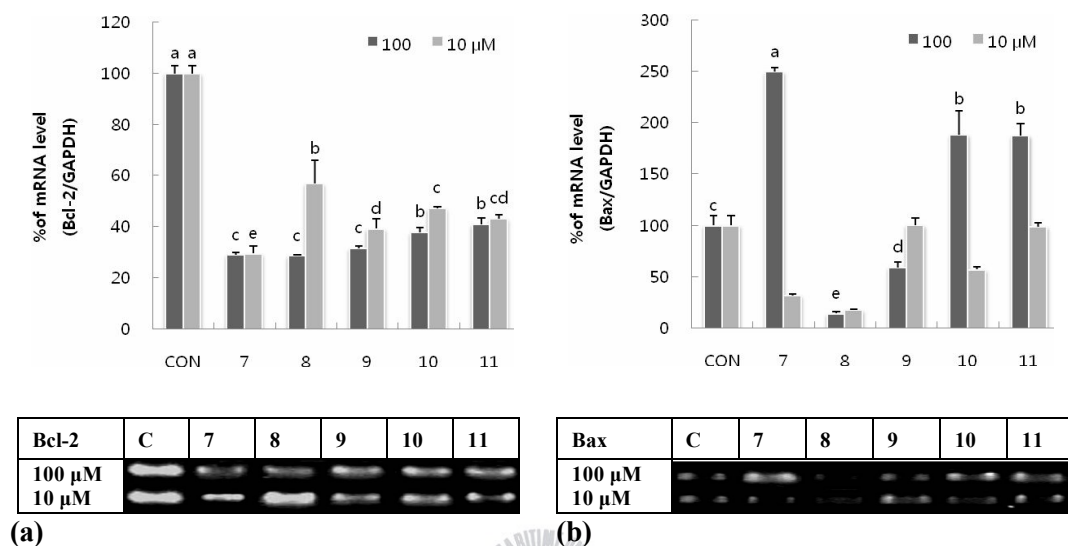 120
100
80
60
40
20
0
%of mRNA level
(Bcl-2/GAPDH)
100 10 µM
a a
c e
c b
c d
b c
b cd
CON 7 8 9 10 11
300
250
200
150
100
50
0
%of mRNA level
(Bax/GAPDH)
100 10 µM
c
a
e
d
b
b
CON 7 8 9 10 11
Bcl-2 C 7 8 9 10 11
100 µM
10 µM
(a)
Bax C 7 8 9 10 11
100 µM
10 µM
(b)